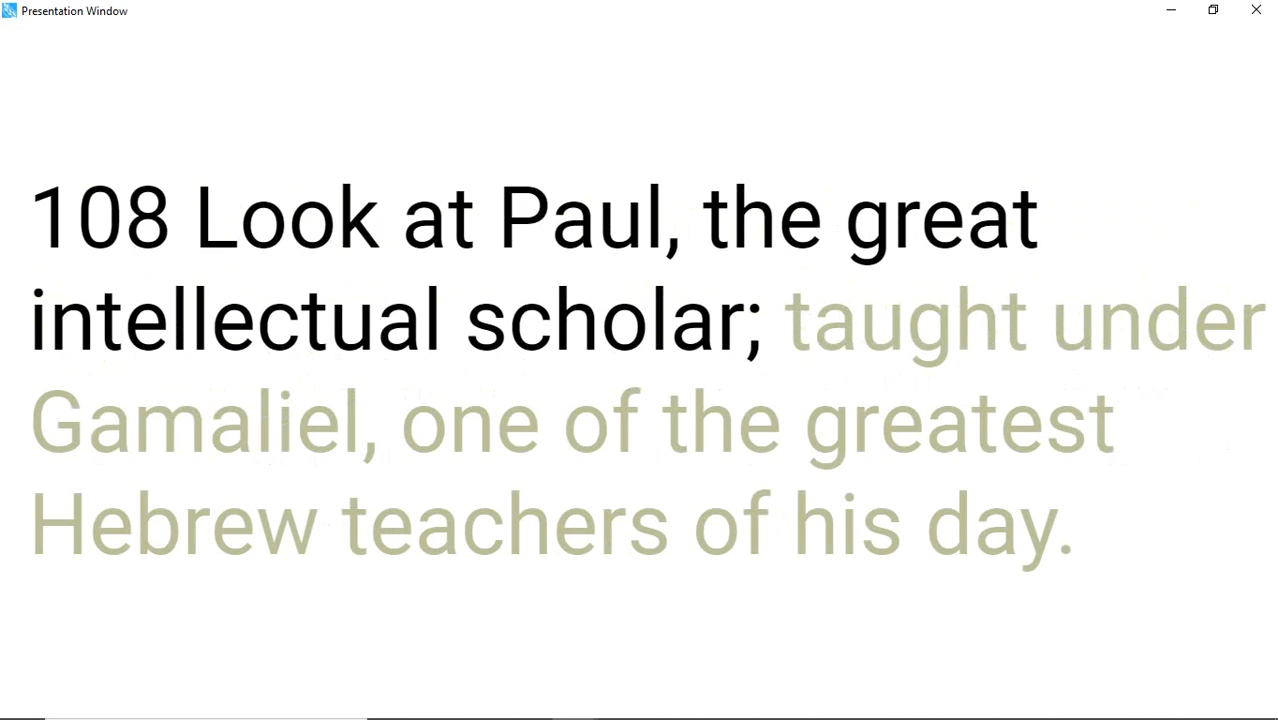 Presentation Window
108 Look at Paul, the great
intellectual scholar; taught under
Gamaliel, one of the greatest
Hebrew teachers of his day.